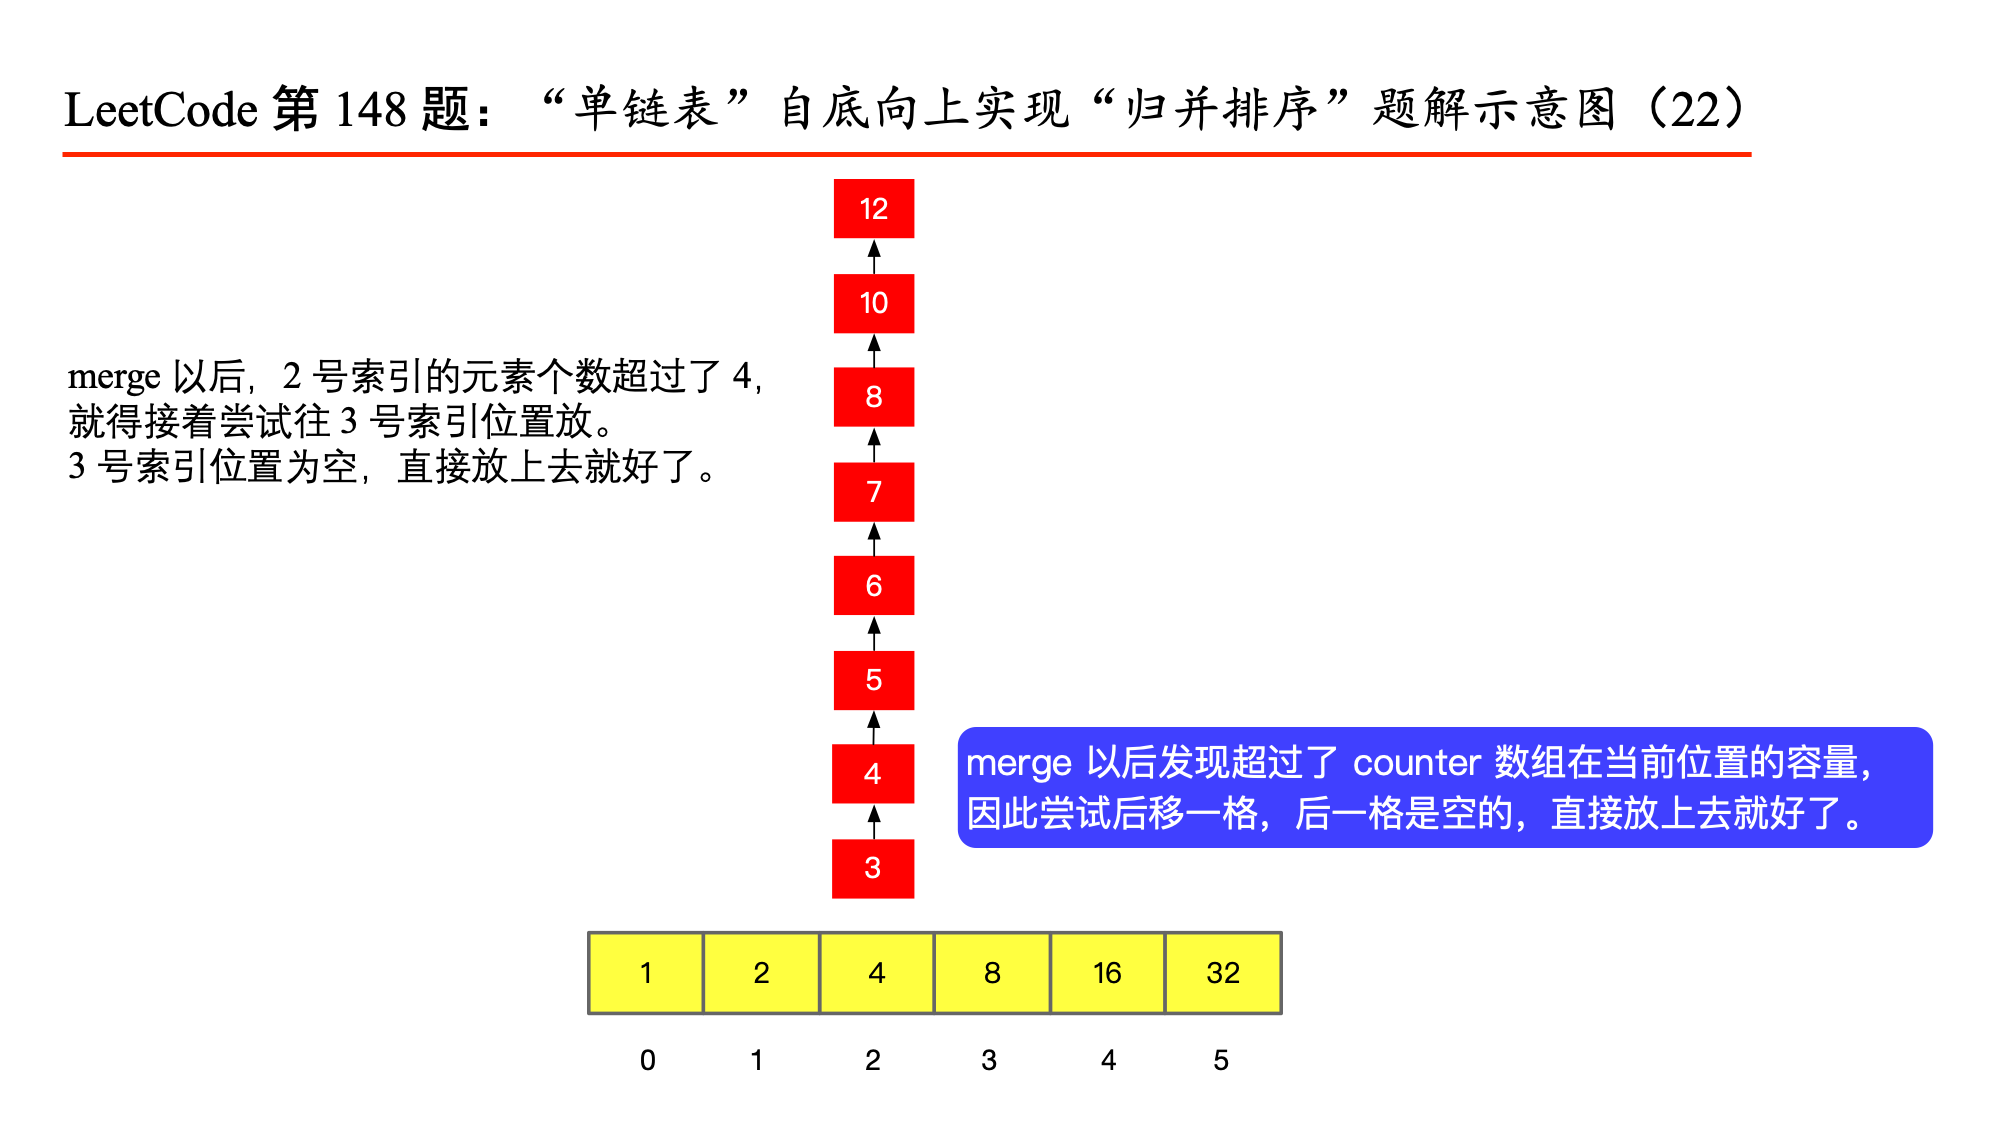 LeetCode 第 148 题：“单链表”自底向上实现“归并排序”题解示意图（22）
12
10
merge 以后，2 号索引的元素个数超过了 4，
就得接着尝试往 3 号索引位置放。
3 号索引位置为空，直接放上去就好了。
8
7
6
5
4
3
merge 以后发现超过了 counter 数组在当前位置的容量，
因此尝试后移一格，后一格是空的，直接放上去就好了。
1 2 4 8 16 32
0 1 2 3 4 5